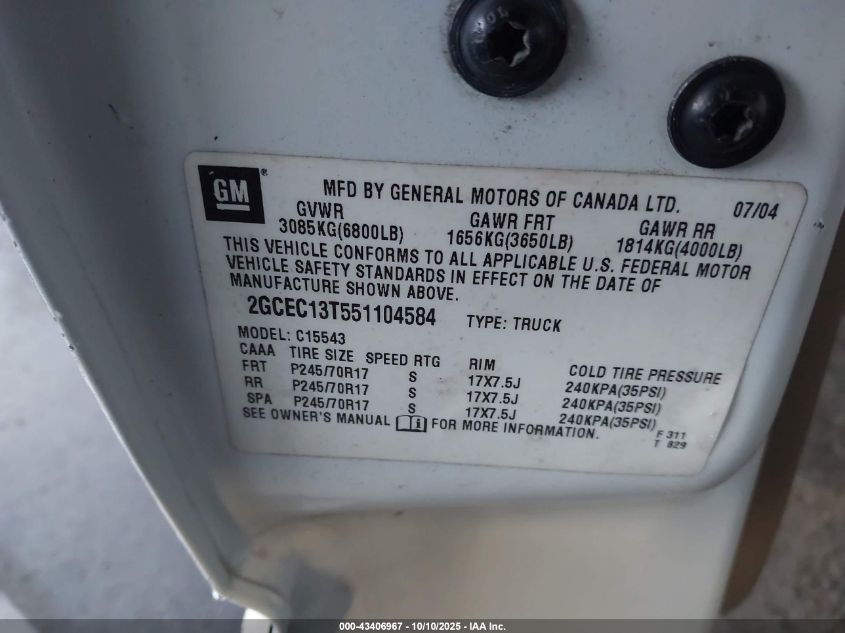 GM®
MFD BY GENERAL MOTORS OF CANADA LTD. 07/04
GVWR GAWR FRT GAWR RR
3085KG(6800LB) 1656KG(3650LB) 1814KG(4000LB)
THIS VEHICLE CONFORMS TO ALL APPLICABLE U.S. FEDERAL MOTOR
VEHICLE SAFETY STANDARDS IN EFFECT ON THE DATE OF
MANUFACTURE SHOWN ABOVE.
2GCEC13T551104584 TYPE: TRUCK
MODEL: C15543
CAAA TIRE SIZE SPEED RTG RIM COLD TIRE PRESSURE
FRT P245/70R17 S 17X7.5J 240KPA(35PSI)
RR P245/70R17 S 17X7.5J 240KPA(35PSI)
SPA P245/70R17 S 17X7.5J 240KPA(35PSI)
SEE OWNER'S MANUAL FOR MORE INFORMATION.
F 311
T 829
000-43406967 - 10/10/2025 - IAA Inc.